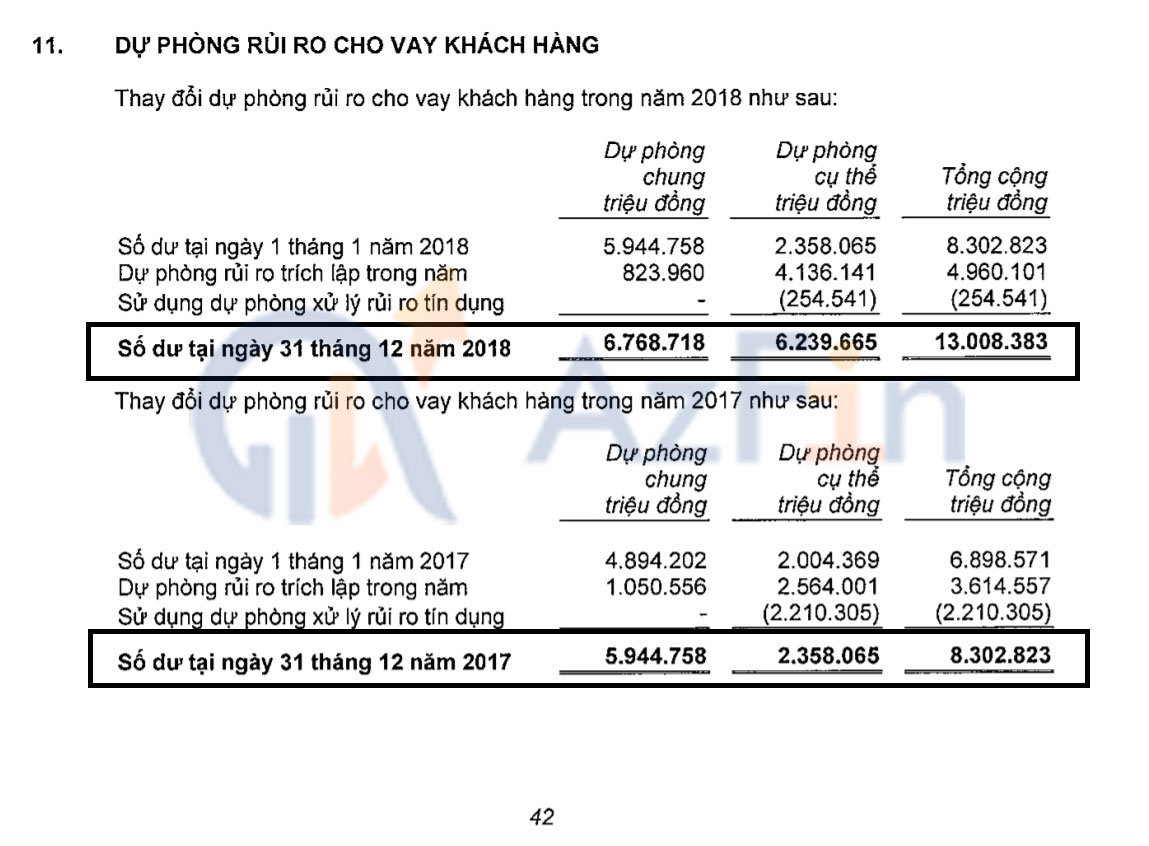 11. DỰ PHÒNG RỦI RO CHO VAY KHÁCH HÀNG
Thay đổi dự phòng rủi ro cho vay khách hàng trong năm 2018 như sau:
Dự phòng Dự phòng
chung cụ thể Tổng cộng
triệu đồng triệu đồng triệu đồng
Số dư tại ngày 1 tháng 1 năm 2018 5.944.758 2.358.065 8.302.823
Dự phòng rủi ro trích lập trong năm 823.960 4.136.141 4.960.101
Sử dụng dự phòng xử lý rủi ro tín dụng - (254.541) (254.541)
Số dư tại ngày 31 tháng 12 năm 2018 6.768.718 6.239.665 13.008.383
Thay đổi dự phòng rủi ro cho vay khách hàng trong năm 2017 như sau:
AzFin
Dự phòng Dự phòng
chung cụ thể Tổng cộng
triệu đồng triệu đồng triệu đồng
Số dư tại ngày 1 tháng 1 năm 2017 4.894.202 2.004.369 6.898.571
Dự phòng rủi ro trích lập trong năm 1.050.556 2.564.001 3.614.557
Sử dụng dự phòng xử lý rủi ro tín dụng - (2.210.305) (2.210.305)
Số dư tại ngày 31 tháng 12 năm 2017 5.944.758 2.358.065 8.302.823
42